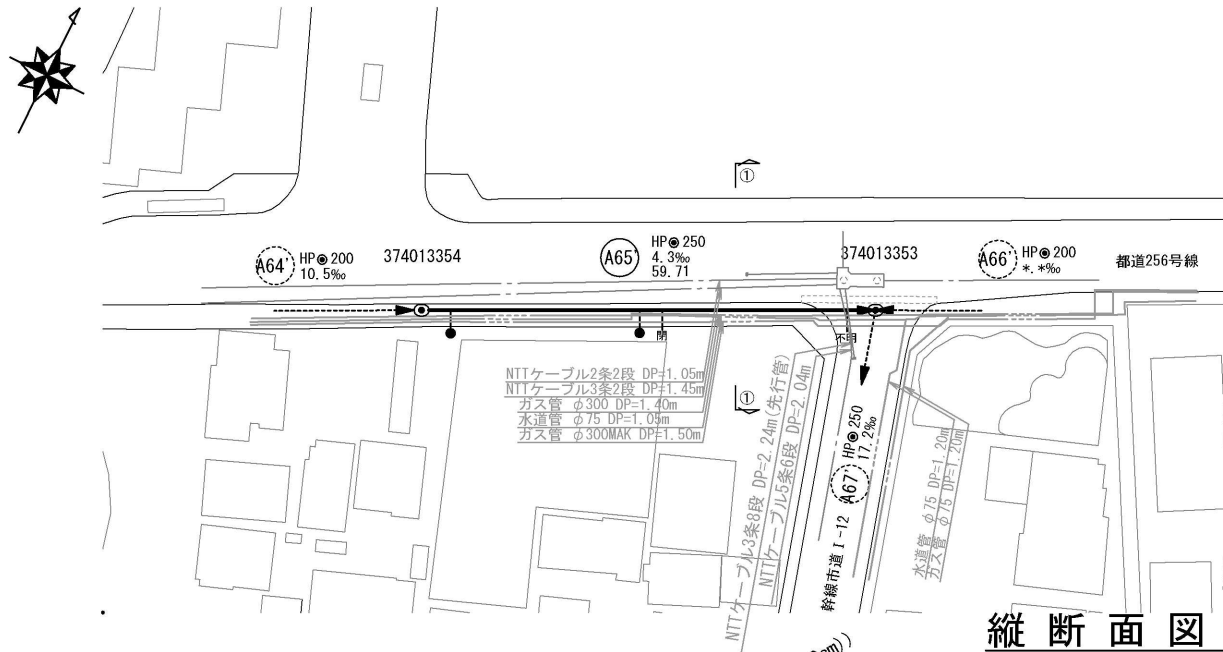 ①
A64'
HP◉200
10.5‰
374013354
A65'
HP◉250
4.3‰
59.71
374013353
A66'
HP◉200
*.*‰
都道256号線
閉
不明
NTTケーブル2条2段 DP=1.05m
NTTケーブル3条2段 DP=1.45m
ガス管 φ300 DP=1.40m
水道管 φ75 DP=1.05m
ガス管 φ300MAK DP=1.50m
①
NTTケーブル3条8段 DP=2.24m(先行管)
NTTケーブル5条6段 DP=2.04m
A67'
HP◉250
17.2‰
幹線市道Ⅰ-12
水道管 φ75 DP=1.20m
ガス管 φ75 DP=1.20m
縦断面図